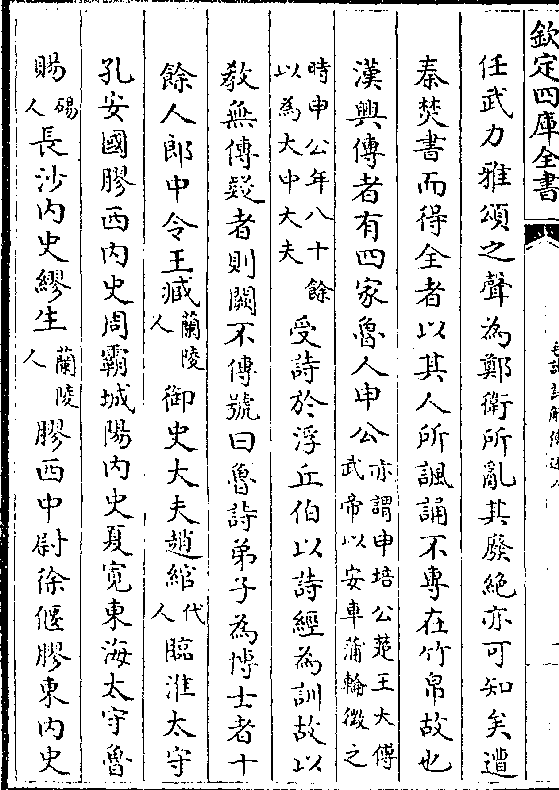 欽定四庫全書
任武力雅頌之聲為鄭衛所亂其廢絶亦可知矣遭
秦焚書而得全者以其人所諷誦不專在竹帛故也
漢興傳者有四家魯人申公亦謂申培公楚王太傅武帝以安車蒲輪徵之
時申公年八十餘以為大中大夫受詩於浮丘伯以詩經為訓故以
教無傳疑者則闕不傳號曰魯詩弟子為博士者十
餘人郎中令王臧蘭陵人御史大夫趙綰代人臨淮太守
孔安國膠西内史周霸城陽内史夏寛東海太守魯
賜碭人長沙内史繆生蘭陵人膠西中尉徐偃膠東内史